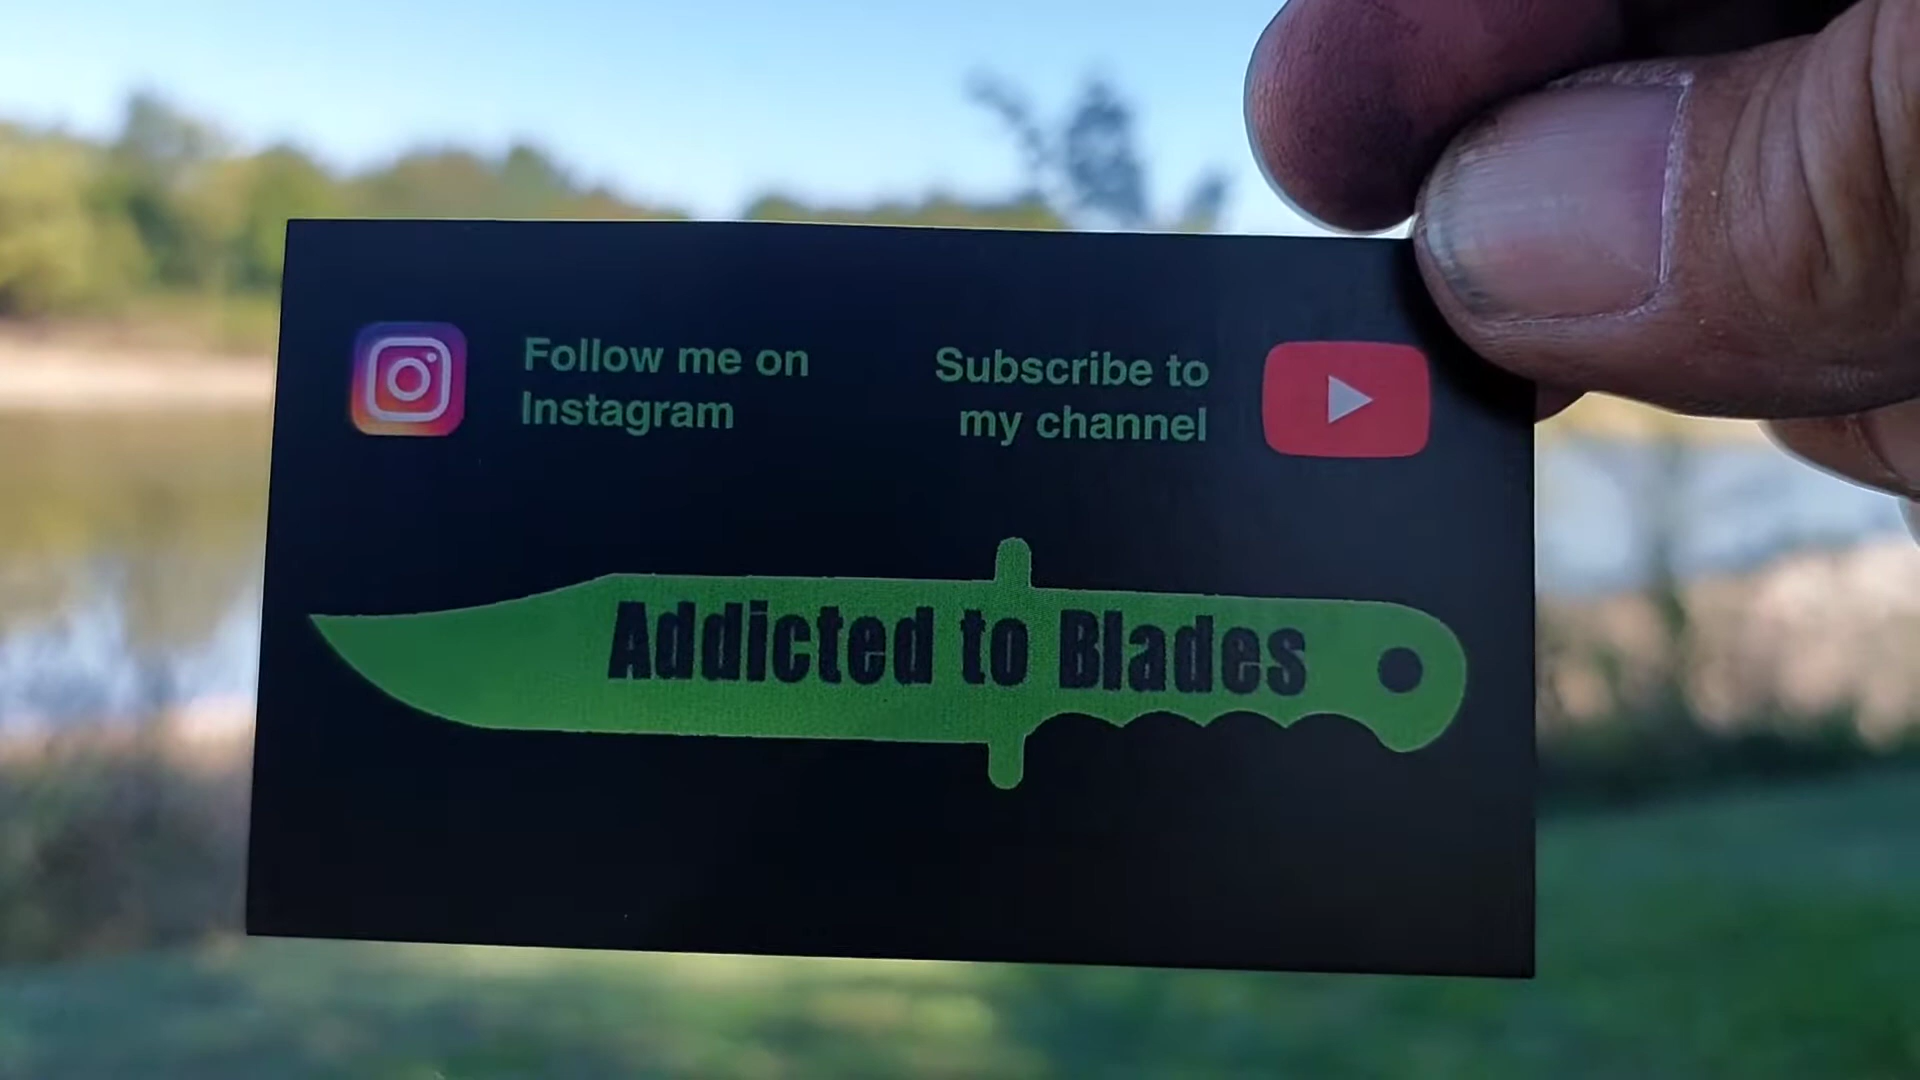 Follow me on
Instagram
Subscribe to
my channel
Addicted to Blades